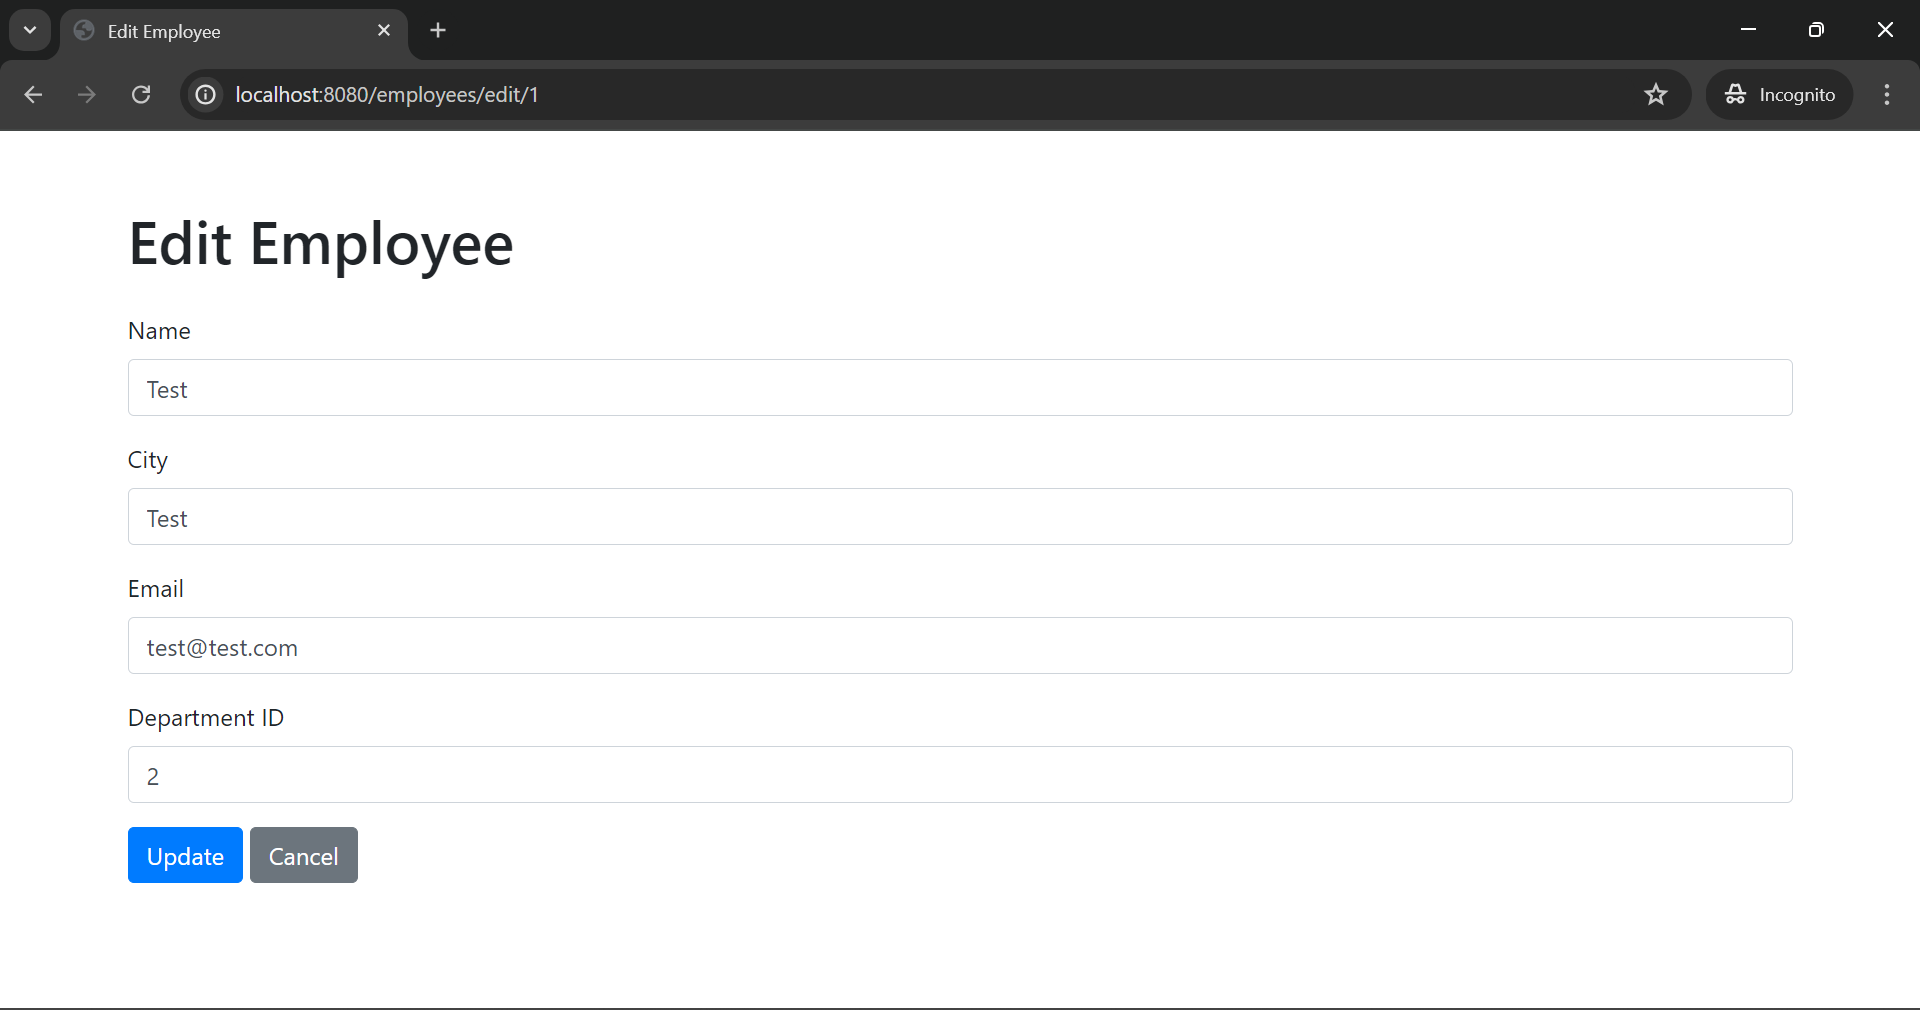 Edit Employee
localhost:8080/employees/edit/1
Incognito
Edit Employee
Name
Test
City
Test
Email
test@test.com
Department ID
2
Update Cancel